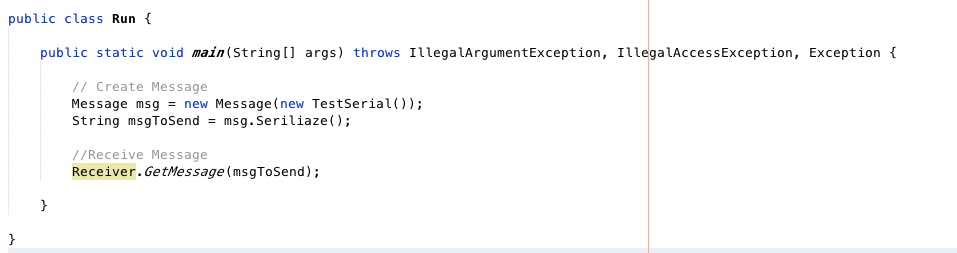 public class Run {
public static void main(String[] args) throws IllegalArgumentException, IllegalAccessException, Exception {
// Create Message
Message msg = new Message(new TestSerial());
String msgToSend = msg.Seriliaze();
//Receive Message
Receiver.GetMessage(msgToSend);
}
}